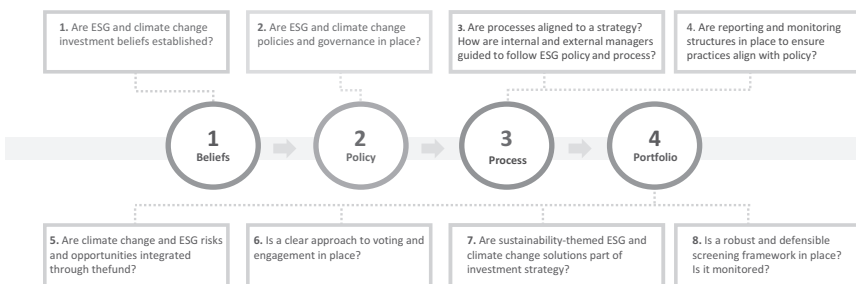 1. Are ESG and climate change
investment beliefs established?
2. Are ESG and climate change
policies and governance in place?
3. Are processes aligned to a strategy?
How are internal and external managers
guided to follow ESG policy and process?
4. Are reporting and monitoring
structures in place to ensure
practices align with policy?
1
Beliefs
2
Policy
3
Process
4
Portfolio
5. Are climate change and ESG risks
and opportunities integrated
through thefund?
6. Is a clear approach to voting and
engagement in place?
7. Are sustainability-themed ESG and
climate change solutions part of
investment strategy?
8. Is a robust and defensible
screening framework in place?
Is it monitored?